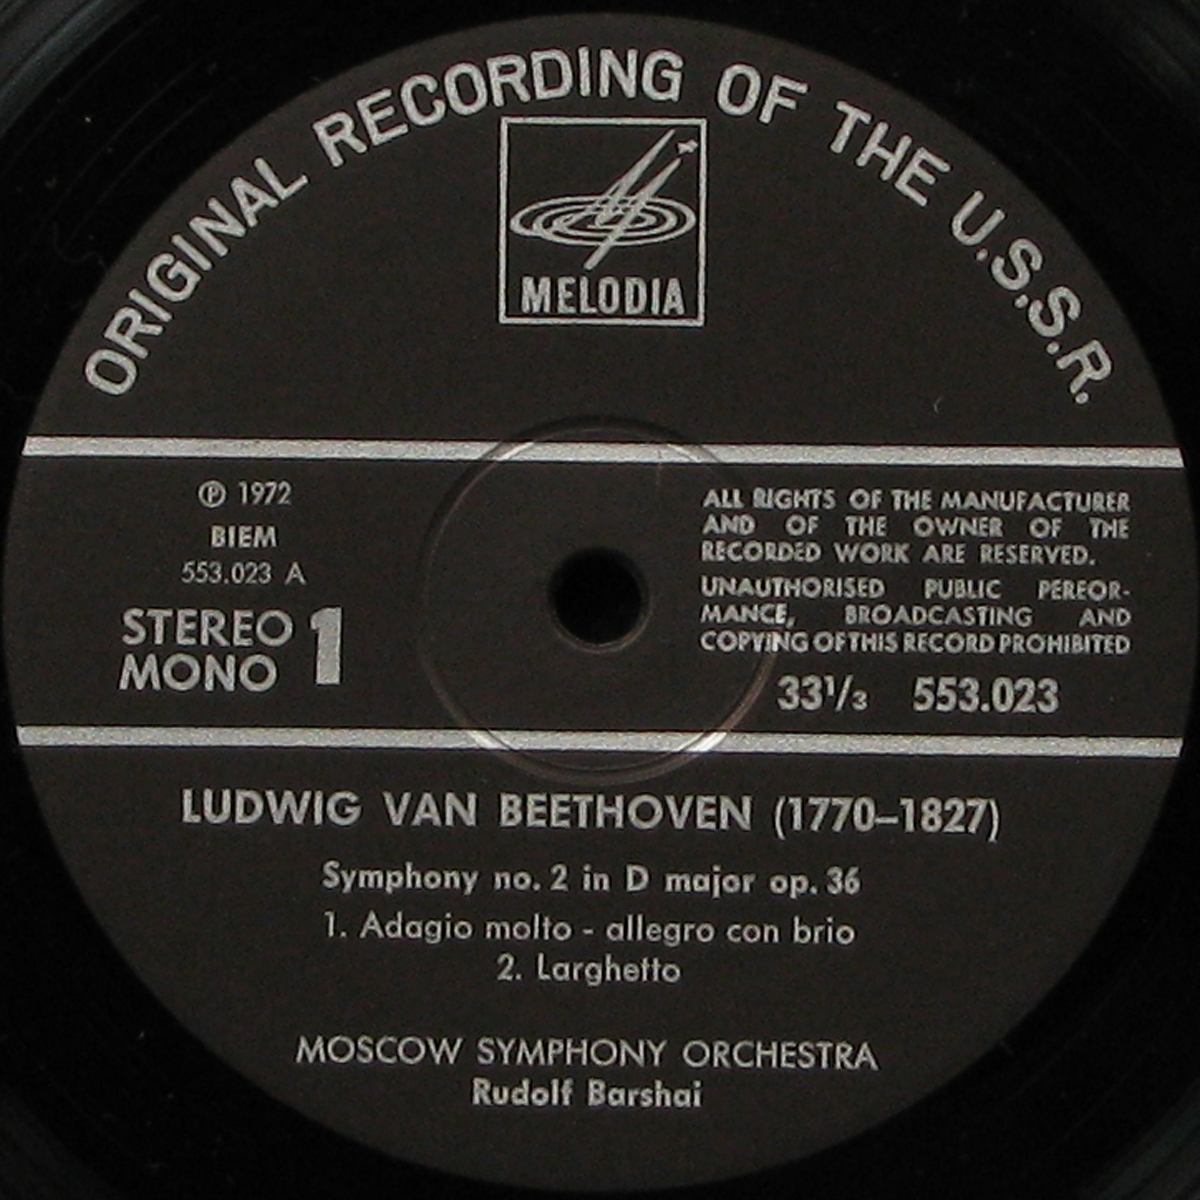 ORIGINAL RECORDING OF THE U.S.S.R.
MELODIA
℗ 1972
BIEM
553.023 A
STEREO 1
MONO
ALL RIGHTS OF THE MANUFACTURER
AND OF THE OWNER OF THE
RECORDED WORK ARE RESERVED.
UNAUTHORISED PUBLIC PEREOR-
MANCE, BROADCASTING AND
COPYING OF THIS RECORD PROHIBITED
33⅓ 553.023
LUDWIG VAN BEETHOVEN (1770–1827)
Symphony no. 2 in D major op. 36
1. Adagio molto - allegro con brio
2. Larghetto
MOSCOW SYMPHONY ORCHESTRA
Rudolf Barshai